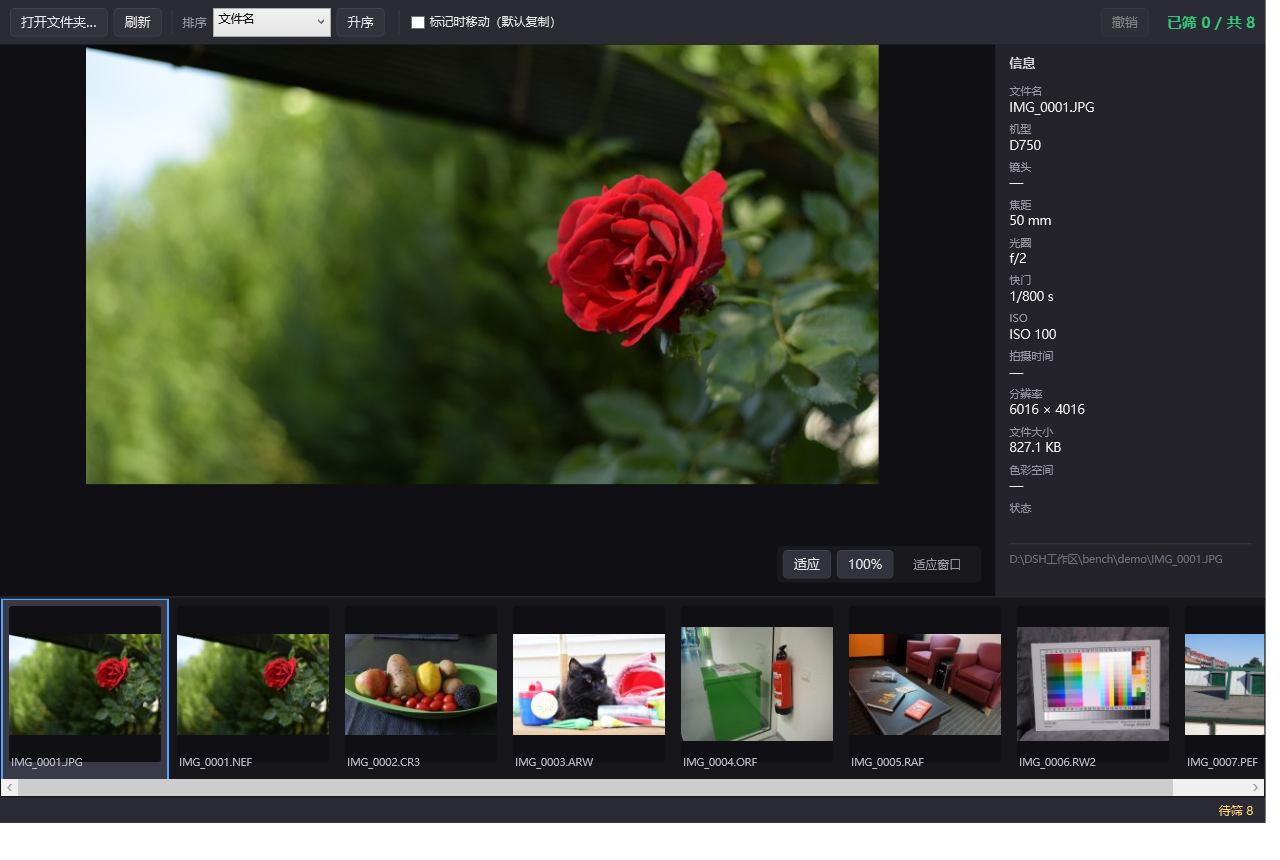 打开文件夹... 刷新 排序 文件名 升序 标记时移动（默认复制） 撤销 已筛 0 / 共 8
信息
文件名
IMG_0001.JPG
机型
D750
镜头
—
焦距
50 mm
光圈
f/2
快门
1/800 s
ISO
ISO 100
拍摄时间
—
分辨率
6016 × 4016
文件大小
827.1 KB
色彩空间
—
状态
D:\DSH工作区\bench\demo\IMG_0001.JPG
适应 100% 适应窗口
IMG_0001.JPG IMG_0001.NEF IMG_0002.CR3 IMG_0003.ARW IMG_0004.ORF IMG_0005.RAF IMG_0006.RW2 IMG_0007.PEF
待筛 8